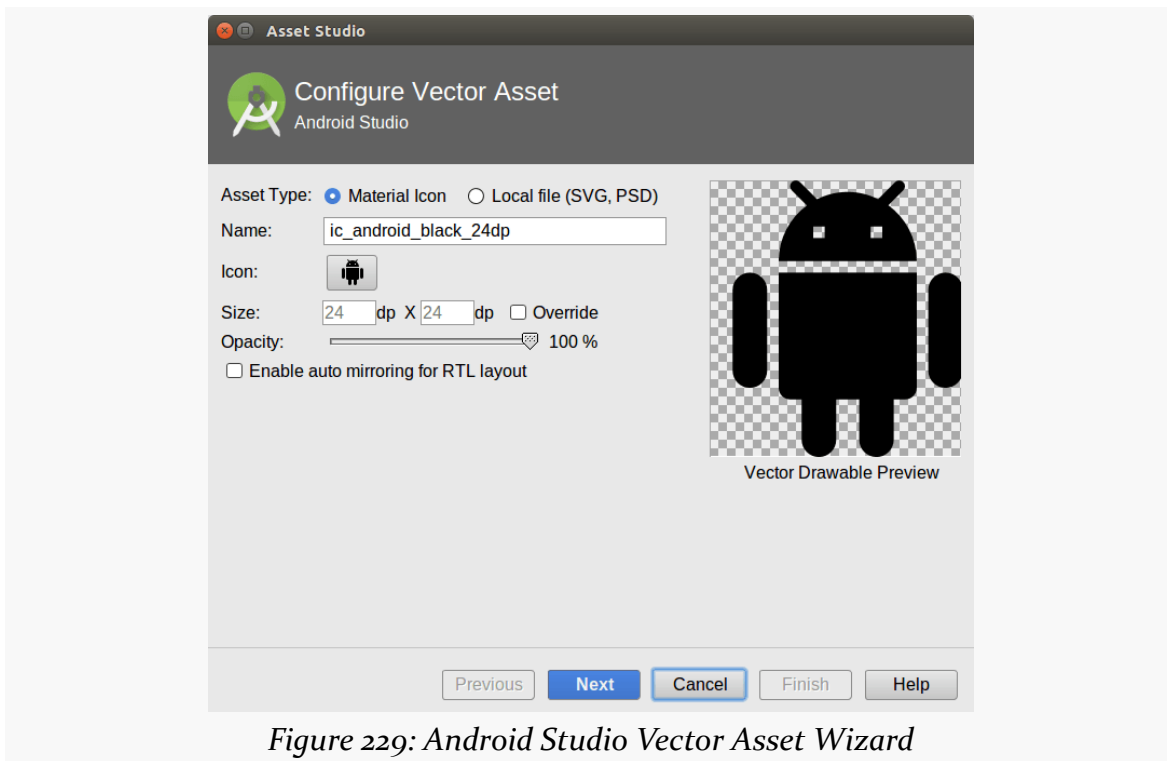 Asset Studio
Configure Vector Asset
Android Studio
Asset Type: Material Icon Local file (SVG, PSD)
Name: ic_android_black_24dp
Icon:
Size: 24 dp X 24 dp Override
Opacity: 100 %
Enable auto mirroring for RTL layout
Vector Drawable Preview
Previous Next Cancel Finish Help
Figure 229: Android Studio Vector Asset Wizard